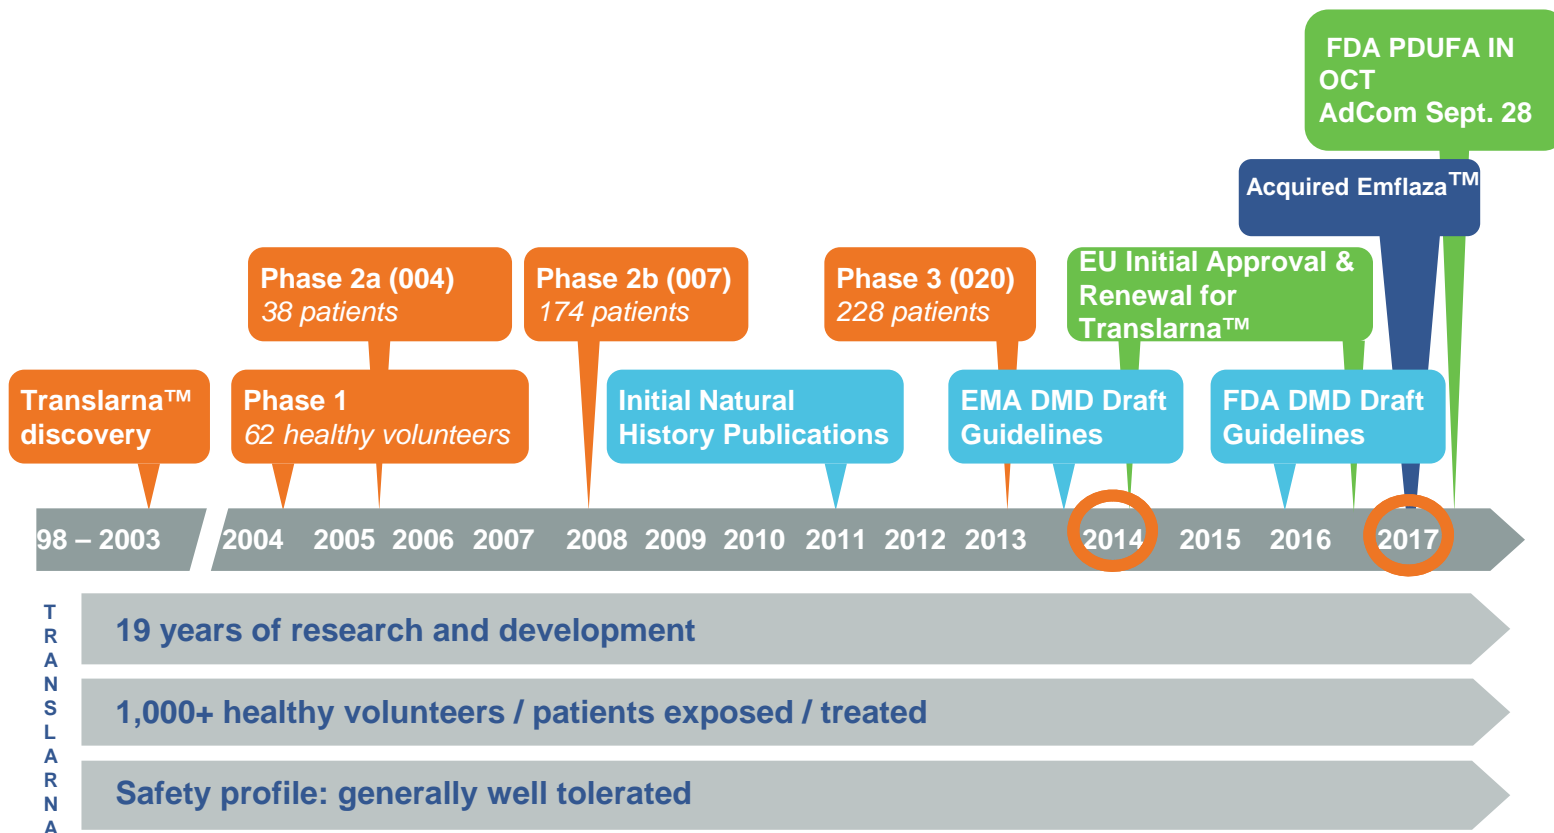 FDA PDUFA IN
OCT
AdCom Sept. 28
Acquired Emflaza™
Phase 2a (004)
38 patients
Phase 2b (007)
174 patients
Phase 3 (020)
228 patients
EU Initial Approval &
Renewal for
Translarna™
Translarna™
discovery
Phase 1
62 healthy volunteers
Initial Natural
History Publications
EMA DMD Draft
Guidelines
FDA DMD Draft
Guidelines
98 – 2003 2004 2005 2006 2007 2008 2009 2010 2011 2012 2013 2014 2015 2016 2017
T
R
A
N
S
L
A
R
N
A
19 years of research and development
1,000+ healthy volunteers / patients exposed / treated
Safety profile: generally well tolerated